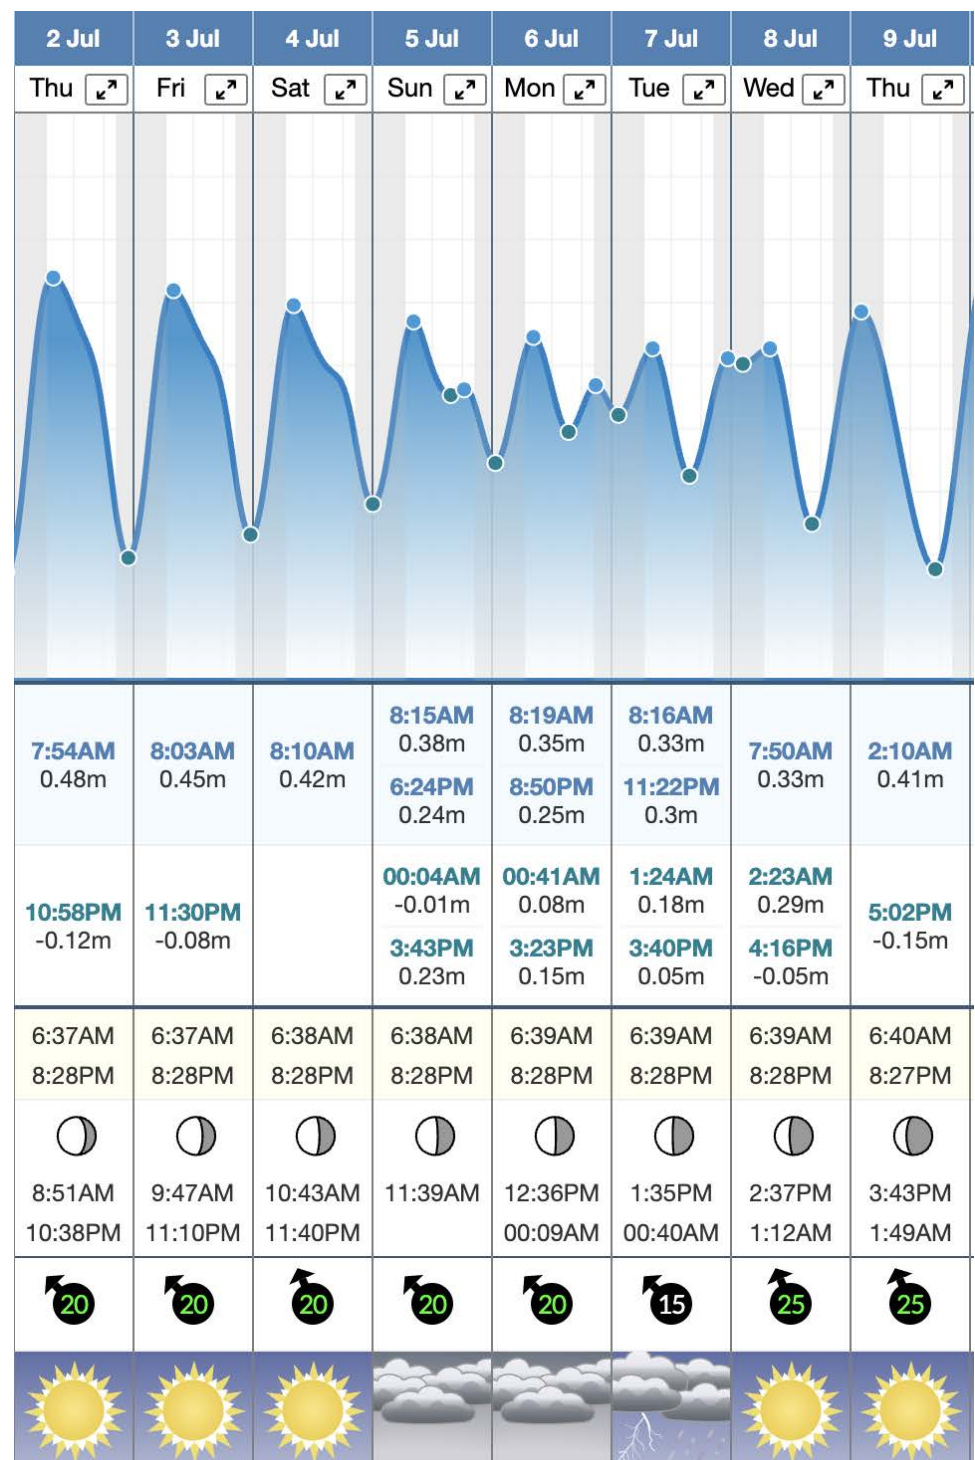 2 Jul 3 Jul 4 Jul 5 Jul 6 Jul 7 Jul 8 Jul 9 Jul
Thu Fri Sat Sun Mon Tue Wed Thu
8:15AM 8:19AM 8:16AM
0.38m 0.35m 0.33m
7:54AM 8:03AM 8:10AM 7:50AM 2:10AM
0.48m 0.45m 0.42m 0.33m 0.41m
6:24PM 8:50PM 11:22PM
0.24m 0.25m 0.3m
00:04AM 00:41AM 1:24AM 2:23AM
-0.01m 0.08m 0.18m 0.29m
10:58PM 11:30PM 5:02PM
-0.12m -0.08m -0.15m
3:43PM 3:23PM 3:40PM 4:16PM
0.23m 0.15m 0.05m -0.05m
6:37AM 6:37AM 6:38AM 6:38AM 6:39AM 6:39AM 6:39AM 6:40AM
8:28PM 8:28PM 8:28PM 8:28PM 8:28PM 8:28PM 8:28PM 8:27PM
8:51AM 9:47AM 10:43AM 11:39AM 12:36PM 1:35PM 2:37PM 3:43PM
10:38PM 11:10PM 11:40PM 00:09AM 00:40AM 1:12AM 1:49AM
20 20 20 20 20 15 25 25